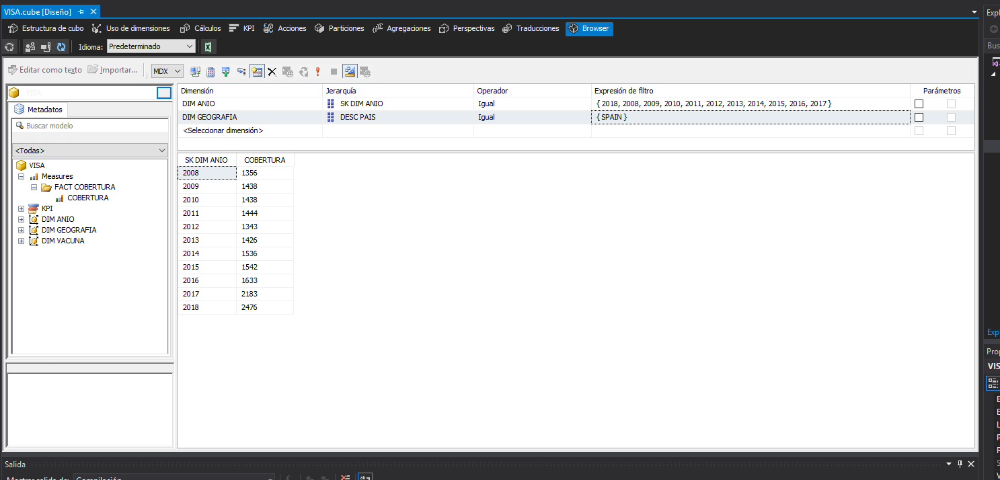 VISA.cube [Diseño]
Estructura de cubo Uso de dimensiones Cálculos KPI Acciones Particiones Agregaciones Perspectivas Traducciones Browser
Idioma: Predeterminado
Editar como texto Importar... MDX
VISA
Metadatos
Buscar modelo
<Todas>
VISA
Measures
FACT COBERTURA
COBERTURA
KPI
DIM ANIO
DIM GEOGRAFIA
DIM VACUNA
Dimensión Jerarquía Operador Expresión de filtro Parámetros
DIM ANIO SK DIM ANIO Igual { 2018, 2008, 2009, 2010, 2011, 2012, 2013, 2014, 2015, 2016, 2017 }
DIM GEOGRAFIA DESC PAIS Igual { SPAIN }
<Seleccionar dimensión>
SK DIM ANIO COBERTURA
2008 1356
2009 1438
2010 1438
2011 1444
2012 1343
2013 1426
2014 1536
2015 1542
2016 1633
2017 2183
2018 2476
Expl
Bus
Exp
Prop
VIS
Salida
Mostrar salida de: Compilación